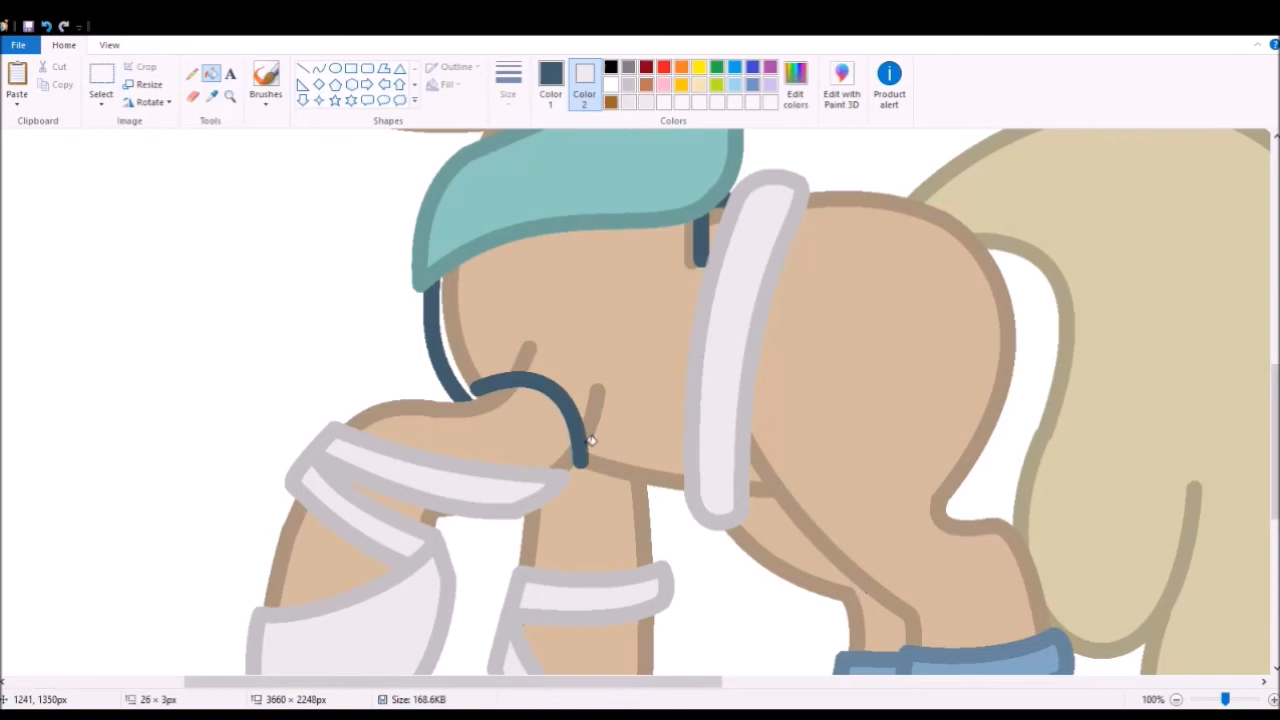 File Home View
Cut
Copy
Paste
Clipboard
Select
Crop
Resize
Rotate
Image
Tools
Brushes
Outline
Fill
Shapes
Size
Color 1
Color 2
Colors
Edit colors
Edit with Paint 3D
Product alert
1241, 1350px 26 × 3px 3660 × 2248px Size: 168.6KB 100%